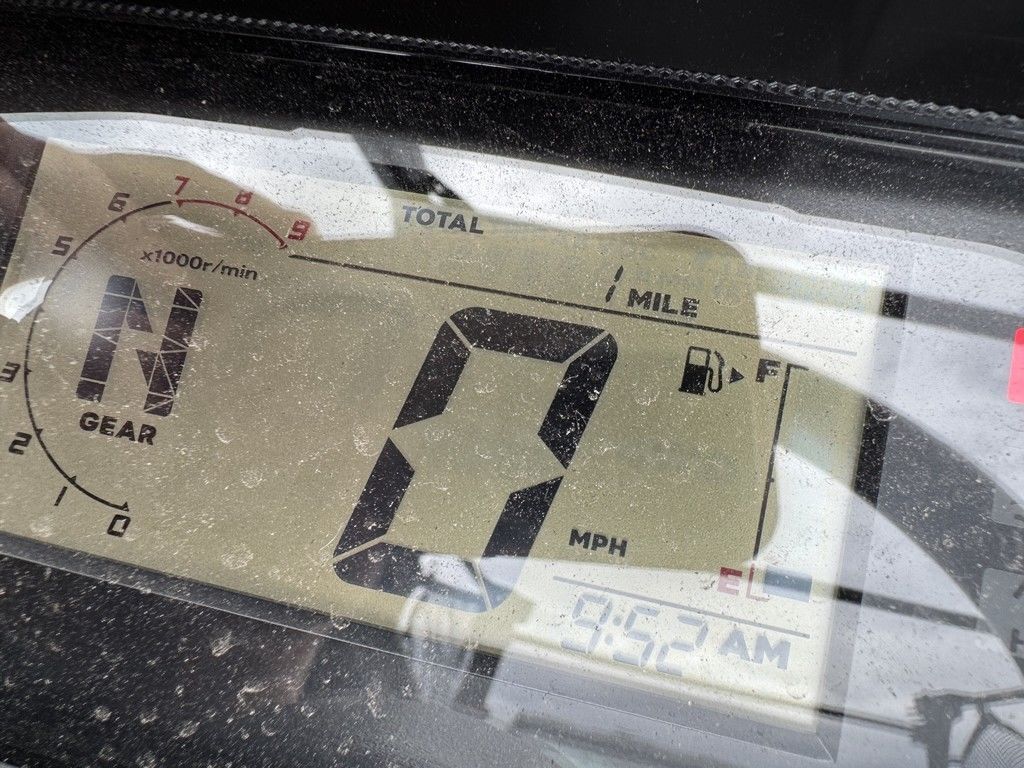 TOTAL
1 MILE
7 8 9
6
5
x1000r/min
N
GEAR
3
2
1
0
0
MPH
F
E
9:52 AM